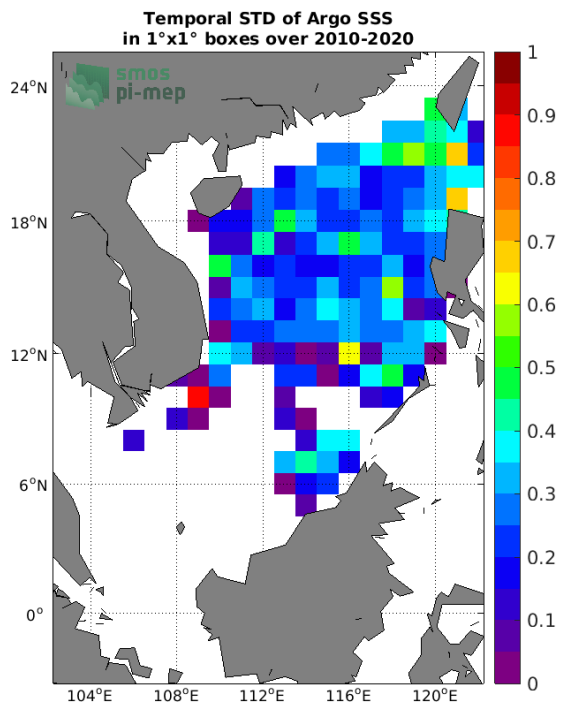 Temporal STD of Argo SSS
in 1°x1° boxes over 2010-2020
smos
pi-mep
24°N
18°N
12°N
6°N
0°
104°E
108°E
112°E
116°E
120°E
1
0.9
0.8
0.7
0.6
0.5
0.4
0.3
0.2
0.1
0